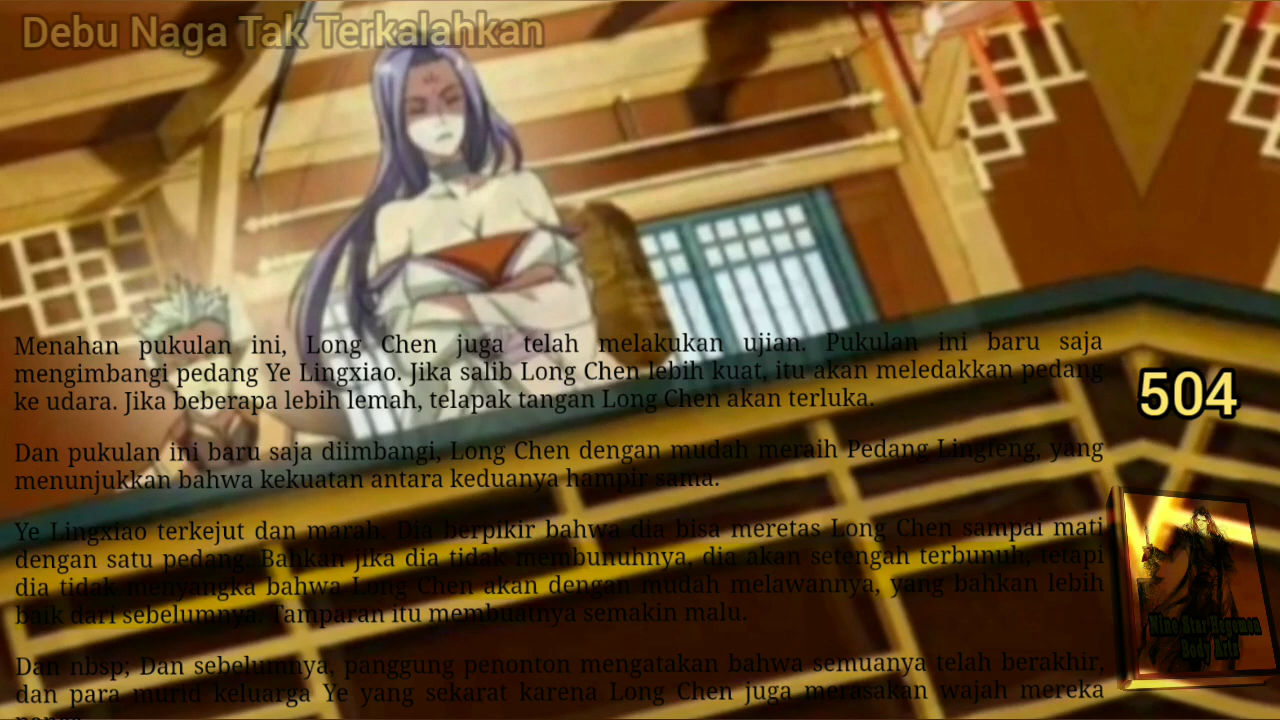 Debu Naga Tak Terkalahkan
Menahan pukulan ini, Long Chen juga telah melakukan ujian. Pukulan ini baru saja
mengimbangi pedang Ye Lingxiao. Jika salib Long Chen lebih kuat, itu akan meledakkan pedang
ke udara. Jika beberapa lebih lemah, telapak tangan Long Chen akan terluka.
504
Dan pukulan ini baru saja diimbangi, Long Chen dengan mudah meraih Pedang Lingfeng, yang
menunjukkan bahwa kekuatan antara keduanya hampir sama.
Ye Lingxiao terkejut dan marah. Dia berpikir bahwa dia bisa meretas Long Chen sampai mati
dengan satu pedang. Bahkan jika dia tidak membunuhnya, dia akan setengah terbunuh, tetapi
dia tidak menyangka bahwa Long Chen akan dengan mudah melawannya, yang bahkan lebih
baik dari sebelumnya. Tamparan itu membuatnya semakin malu.
Nine Star Hegemon
Body Arts
Dan nbsp; Dan sebelumnya, panggung penonton mengatakan bahwa semuanya telah berakhir,
dan para murid keluarga Ye yang sekarat karena Long Chen juga merasakan wajah mereka